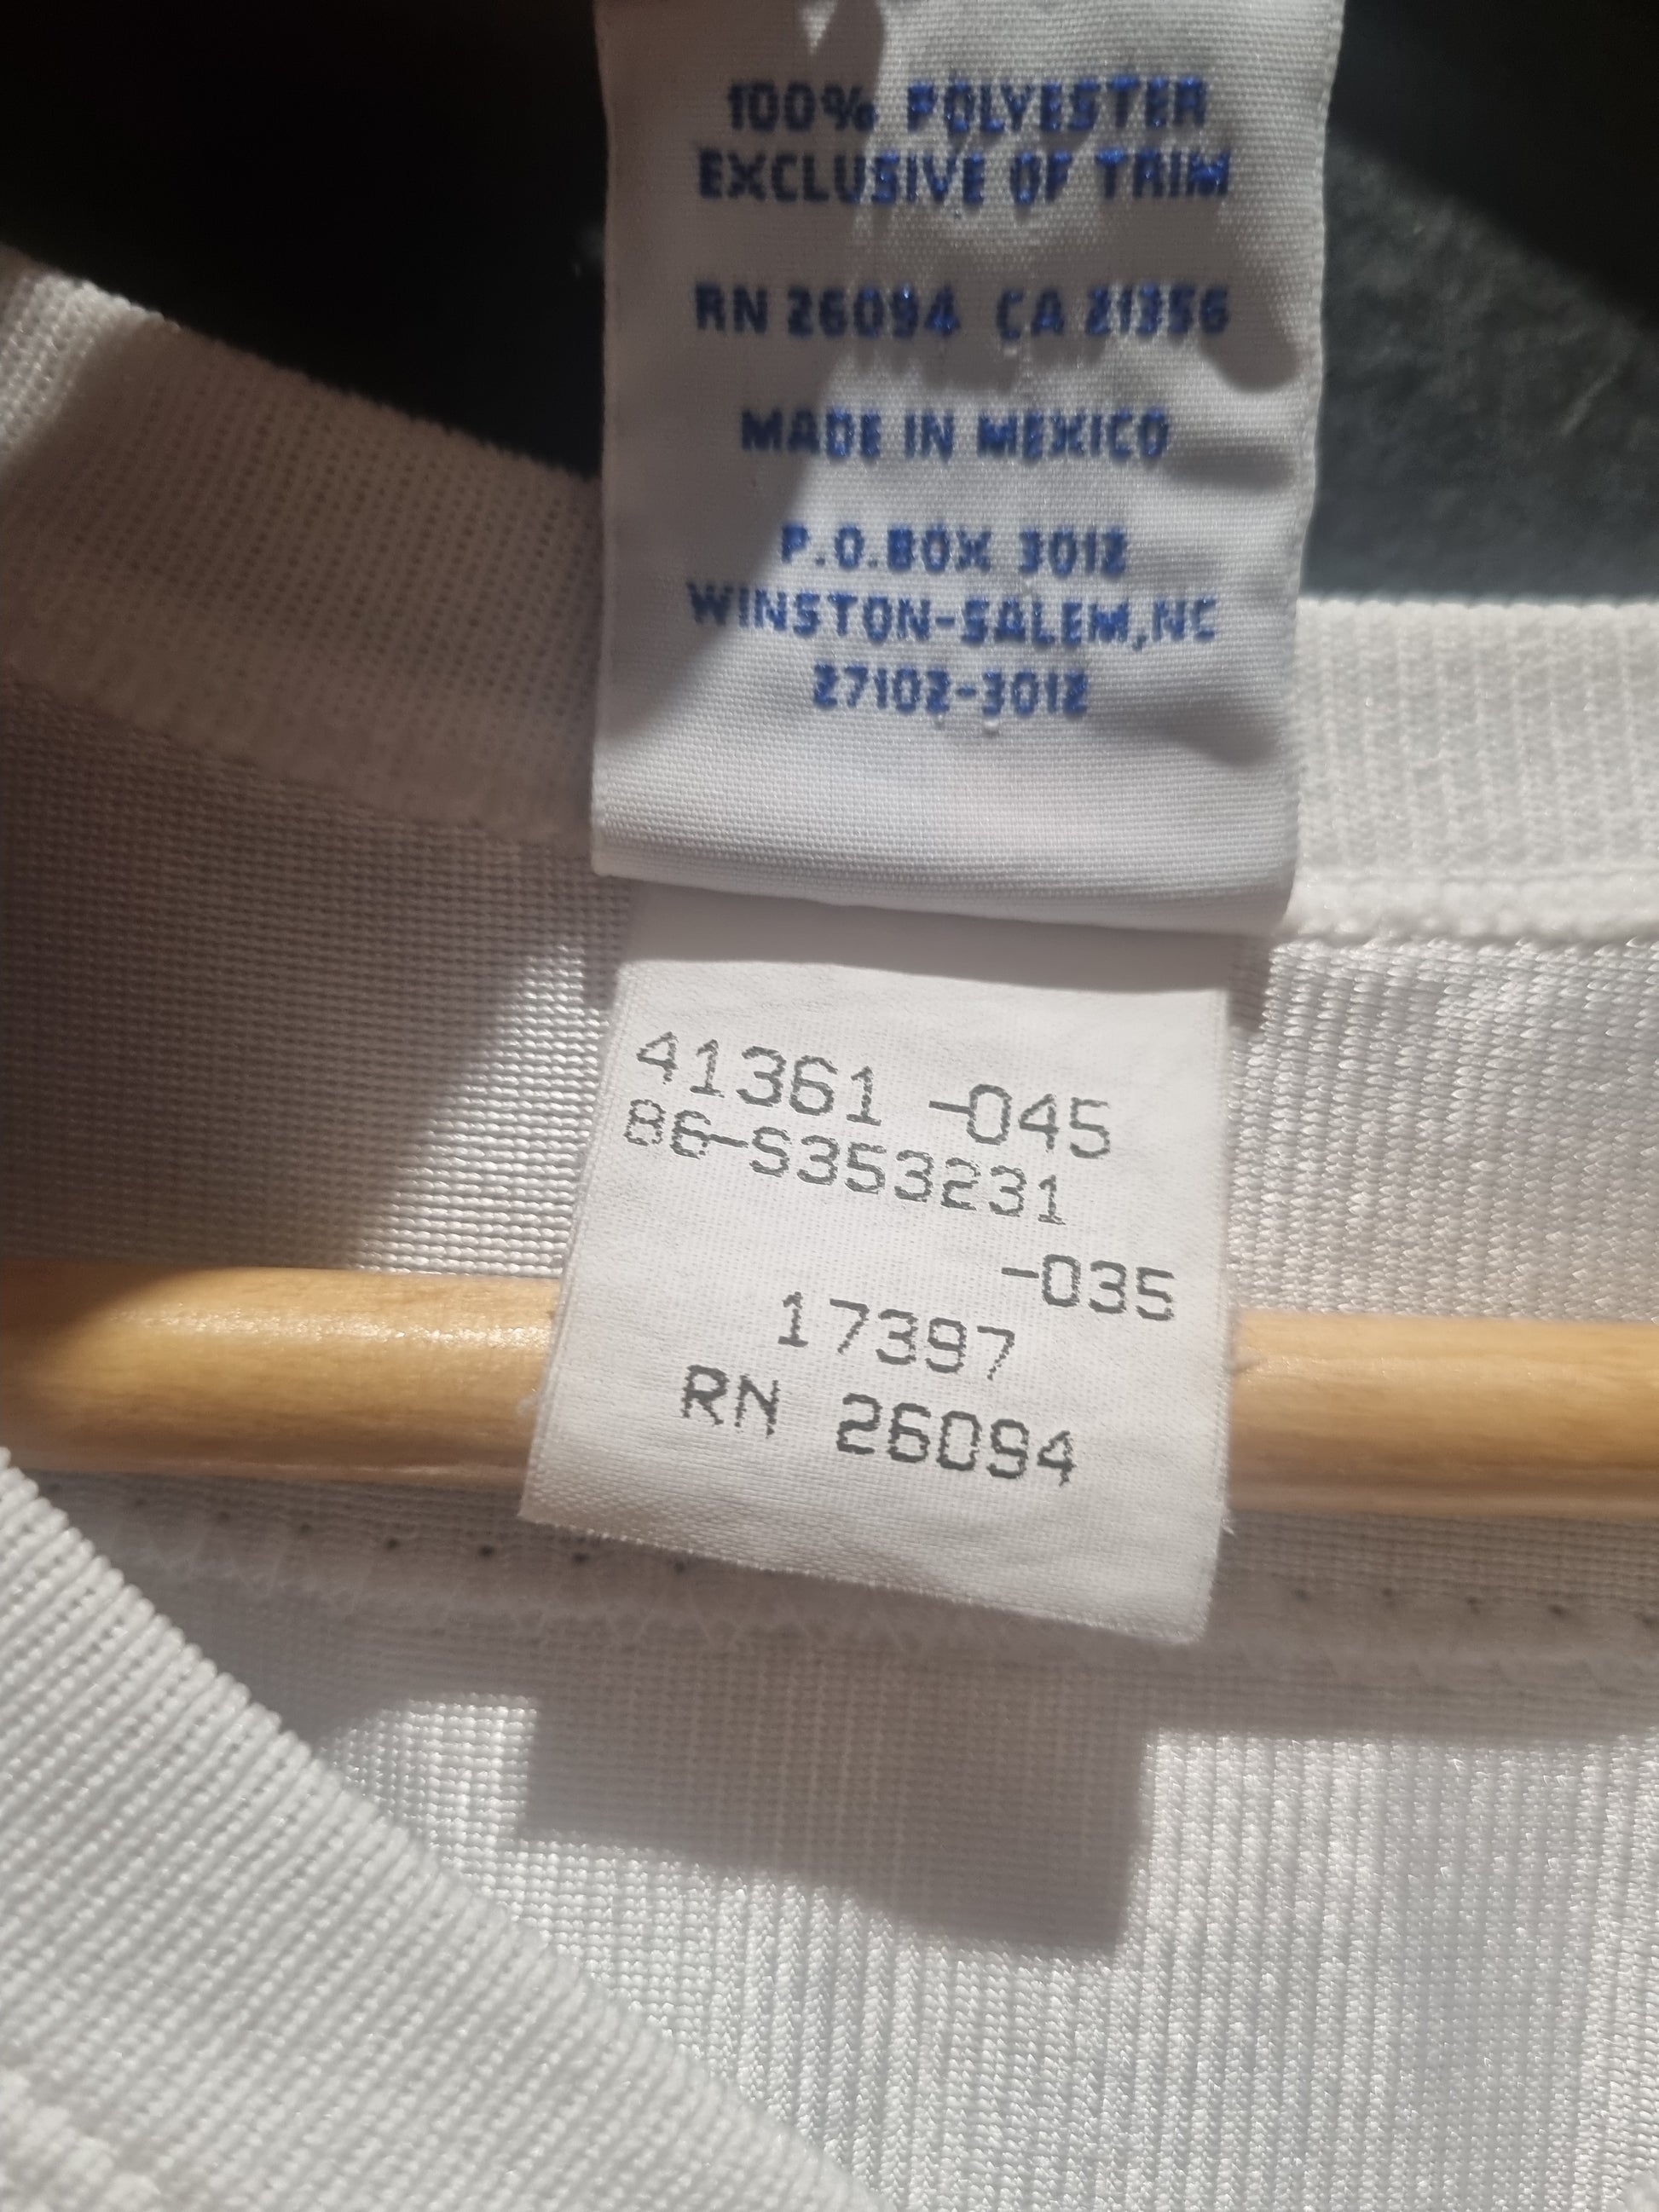 100% POLYESTER
EXCLUSIVE OF TRIM
RN 26094 CA 21356
MADE IN MEXICO
P.O.BOX 3012
WINSTON-SALEM,NC
27102-3012
41361 -045
86-S353231
-035
17397
RN 26094